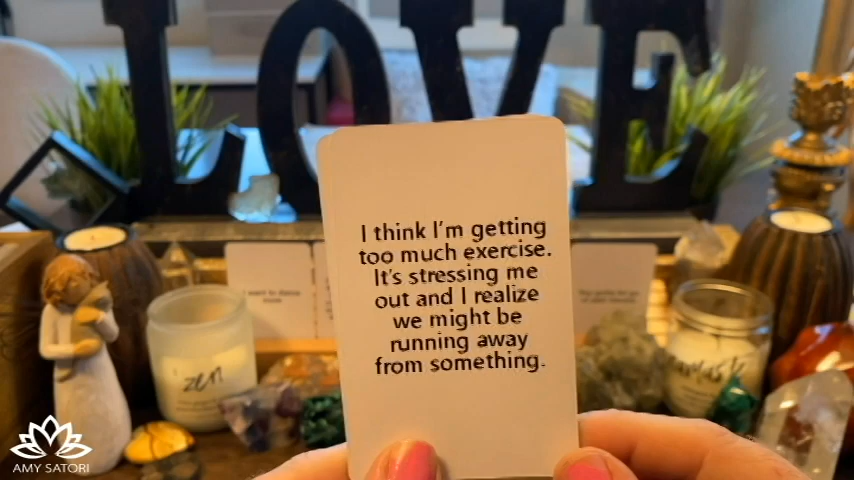 LOVE
I think I'm getting
too much exercise.
It's stressing me
out and I realize
we might be
running away
from something.
zen
AMY SATORI